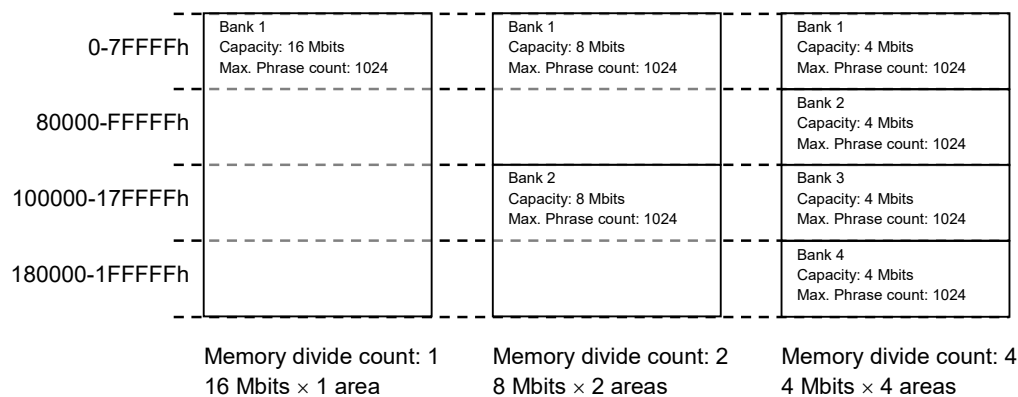 0-7FFFFh
80000-FFFFFh
100000-17FFFFh
180000-1FFFFFh
Bank 1
Capacity: 16 Mbits
Max. Phrase count: 1024
Memory divide count: 1
16 Mbits × 1 area
Bank 1
Capacity: 8 Mbits
Max. Phrase count: 1024
Bank 2
Capacity: 8 Mbits
Max. Phrase count: 1024
Memory divide count: 2
8 Mbits × 2 areas
Bank 1
Capacity: 4 Mbits
Max. Phrase count: 1024
Bank 2
Capacity: 4 Mbits
Max. Phrase count: 1024
Bank 3
Capacity: 4 Mbits
Max. Phrase count: 1024
Bank 4
Capacity: 4 Mbits
Max. Phrase count: 1024
Memory divide count: 4
4 Mbits × 4 areas